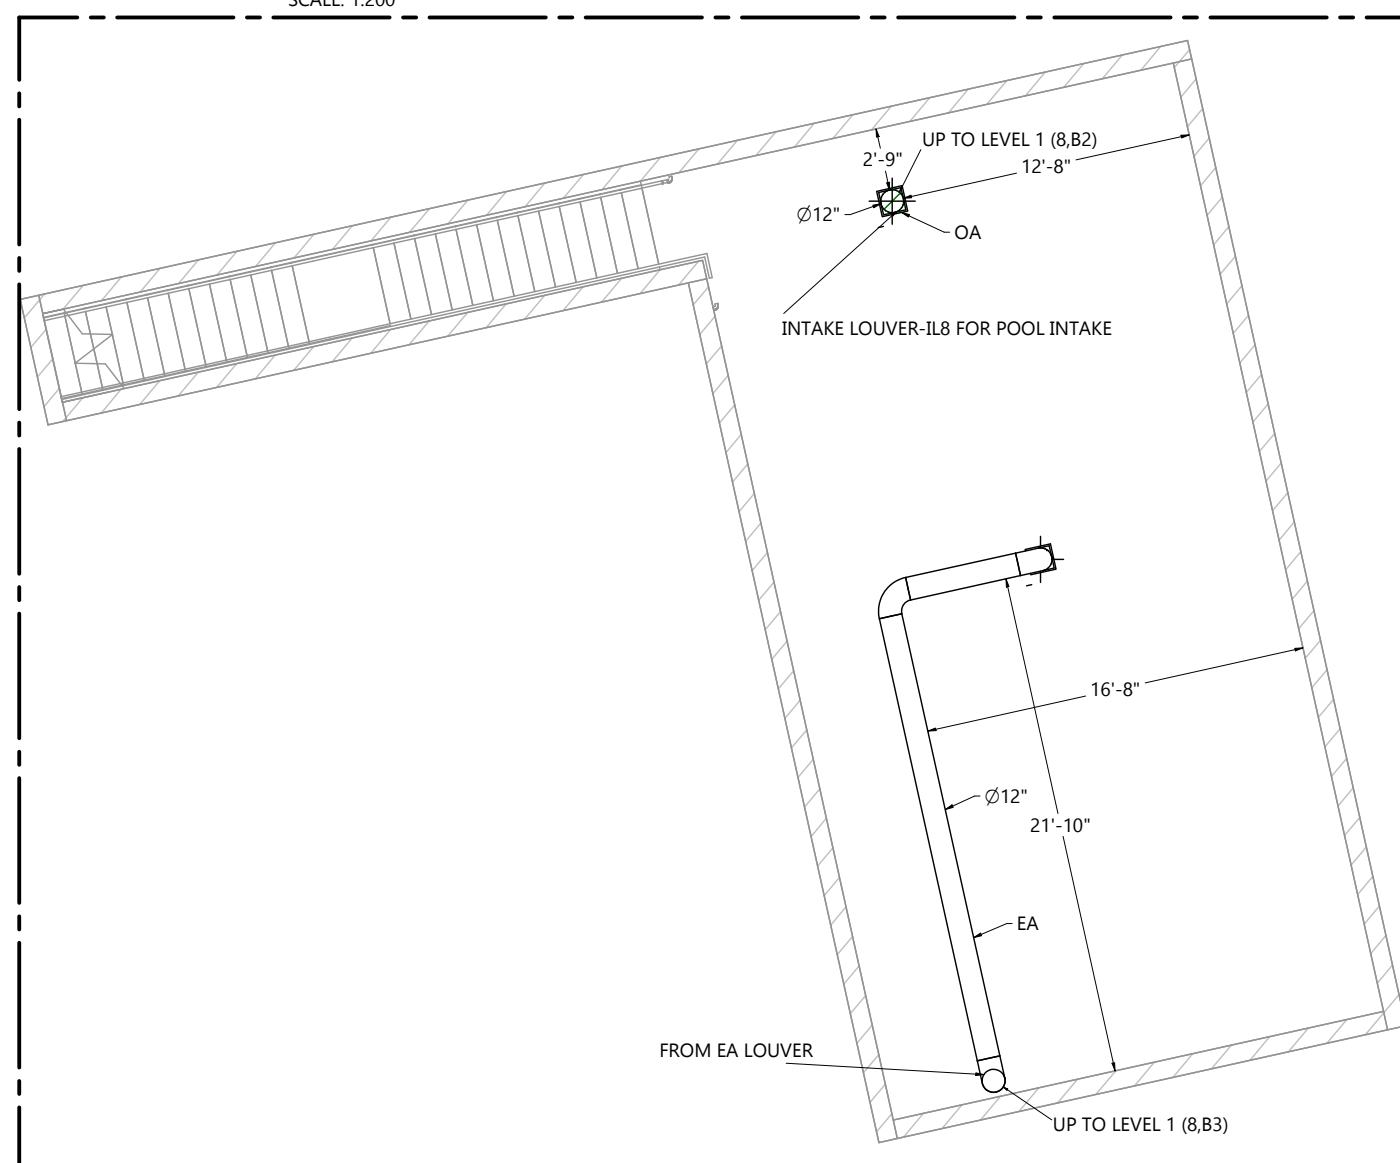 SCALE: 1:200
UP TO LEVEL 1 (8,B2)
2'-9"
12'-8"
∅12"
OA
INTAKE LOUVER-IL8 FOR POOL INTAKE
16'-8"
∅12"
21'-10"
EA
FROM EA LOUVER
UP TO LEVEL 1 (8,B3)